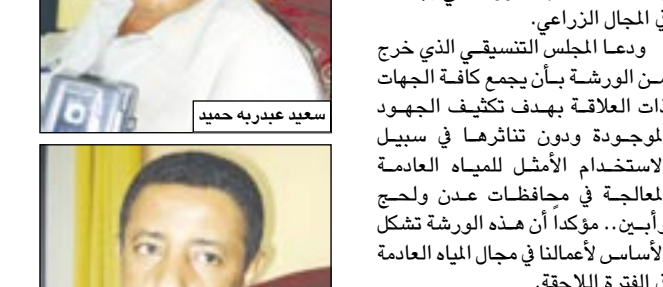 في المجال الزراعي.
ودعا المجلس التنسيقي الذي خرج
من الورشة بأن يجمع كافة الجهات
ذات العلاقة بهدف تكثيف الجهود
الموجودة ودون تناثرها في سبيل
الاستخدام الأمثل للمياه العادمة
المعالجة في محافظات عدن ولحج
وأبين.. مؤكداً أن هذه الورشة تشكل
الأساس لأعمالنا في مجال المياه العادمة
في الفترة اللاحقة.
سعيد عبدربه حميد